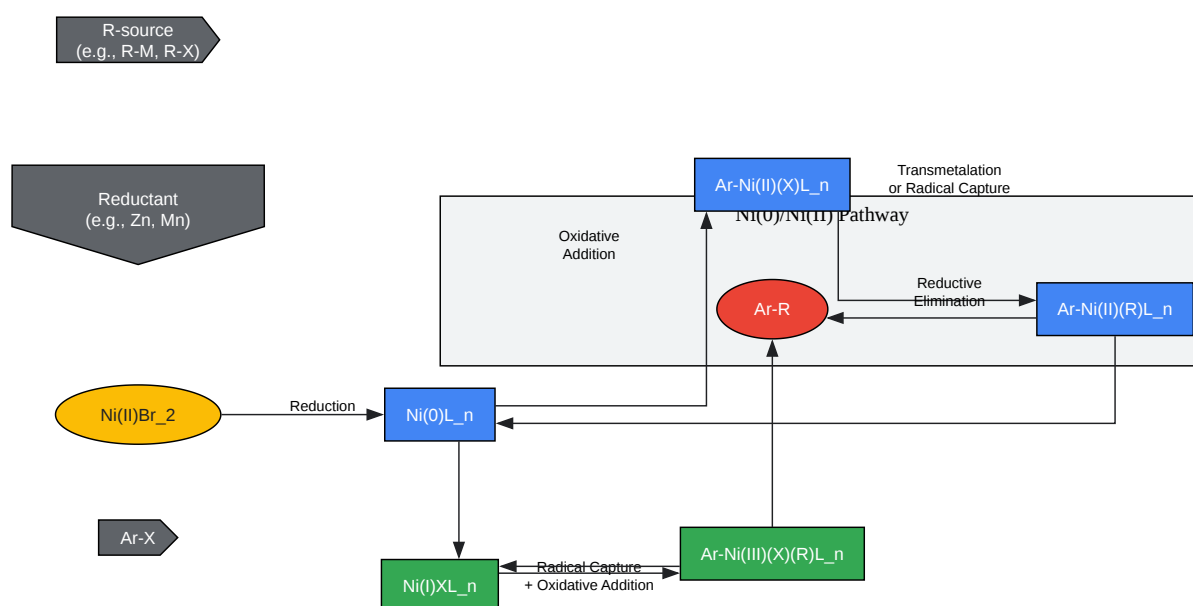 R-source
(e.g., R-M, R-X)
Reductant
(e.g., Zn, Mn)
Ar-Ni(II)(X)L_n
Transmetalation
or Radical Capture
Ni(0)/Ni(II) Pathway
Oxidative
Addition
Ar-R
Reductive
Elimination
Ar-Ni(II)(R)L_n
Ni(II)Br_2
Reduction
Ni(0)L_n
Ar-X
Ni(I)XL_n
Radical Capture
+ Oxidative Addition
Ar-Ni(III)(X)(R)L_n